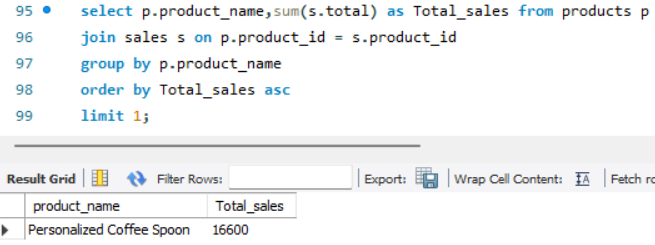 95 select p.product_name,sum(s.total) as Total_sales from products p
96 join sales s on p.product_id = s.product_id
97 group by p.product_name
98 order by Total_sales asc
99 limit 1;
Result Grid Filter Rows: Export: Wrap Cell Content: Fetch
product_name Total_sales
Personalized Coffee Spoon 16600